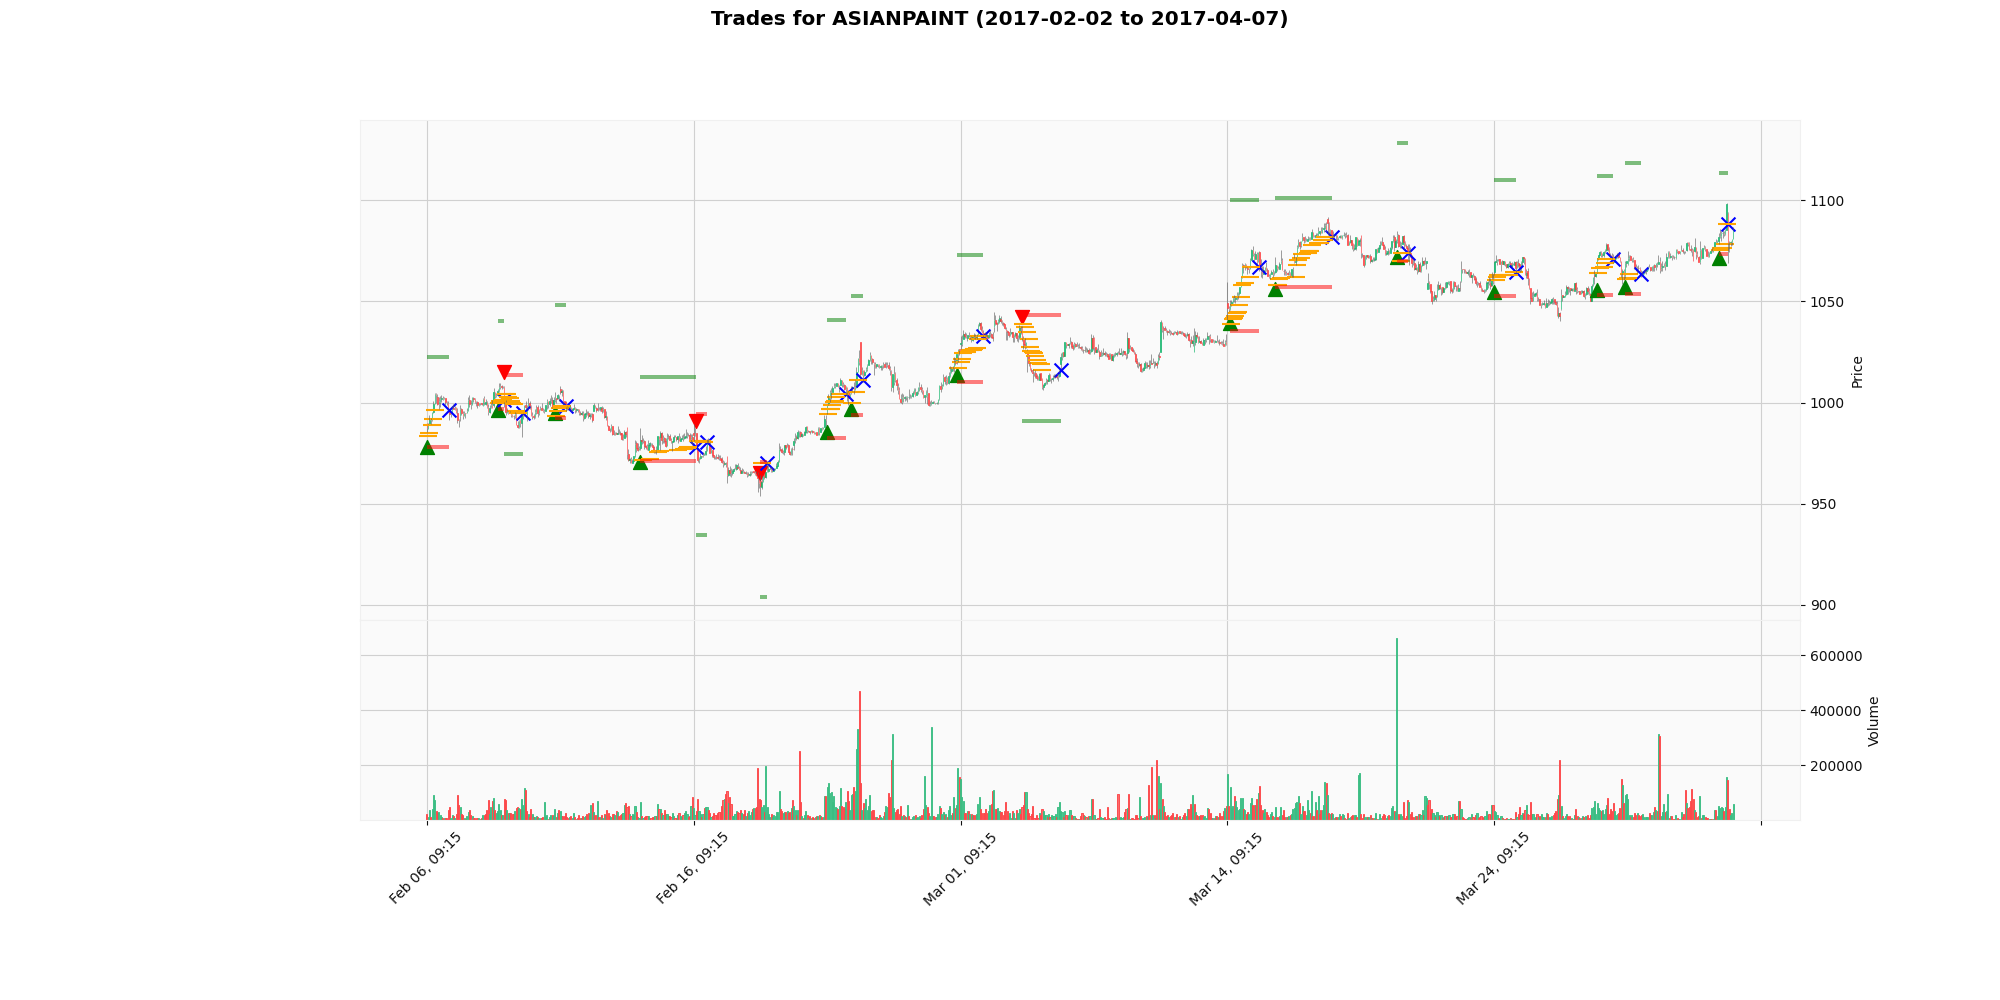 Trades for ASIANPAINT (2017-02-02 to 2017-04-07)
1100
1050
1000
950
900
Price
600000
400000
200000
Volume
Feb 06, 09:15
Feb 16, 09:15
Mar 01, 09:15
Mar 14, 09:15
Mar 24, 09:15